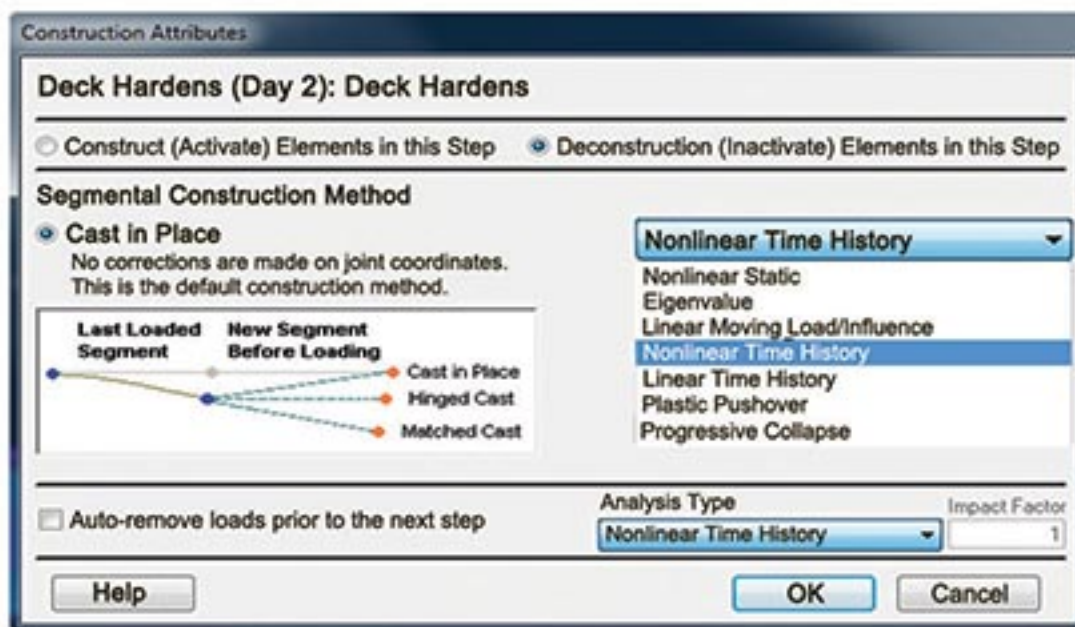 Construction Attributes
Deck Hardens (Day 2): Deck Hardens
Construct (Activate) Elements in this Step Deconstruction (Inactivate) Elements in this Step
Segmental Construction Method
Cast in Place
No corrections are made on joint coordinates.
This is the default construction method.
Last Loaded Segment
New Segment Before Loading
Cast in Place
Hinged Cast
Matched Cast
Nonlinear Time History
Nonlinear Static
Eigenvalue
Linear Moving Load/Influence
Nonlinear Time History
Linear Time History
Plastic Pushover
Progressive Collapse
Auto-remove loads prior to the next step
Analysis Type
Nonlinear Time History
Impact Factor
1
Help
OK
Cancel